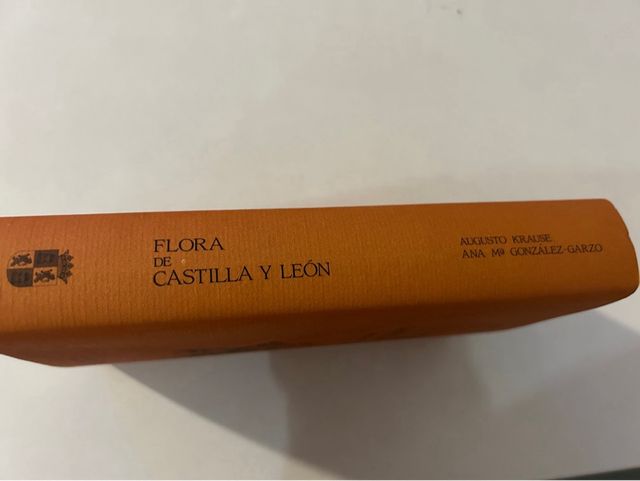 FLORA
DE
CASTILLA Y LEÓN
AUGUSTO KRAUSE
ANA Mª GONZÁLEZ-GARZO